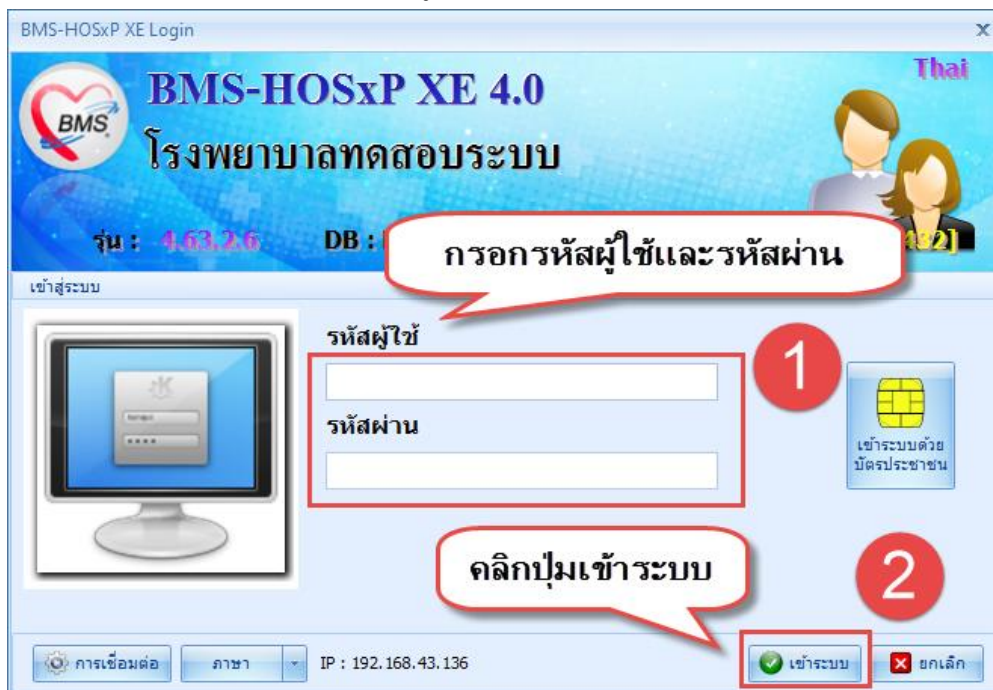 BMS-HOSxP XE Login
x
BMS
BMS-HOSxP XE 4.0
Thai
โรงพยาบาลทดสอบระบบ
รุ่น : 4.63.2.6 DB :
กรอกรหัสผู้ใช้และรหัสผ่าน
432]
เข้าสู่ระบบ
รหัสผู้ใช้
1
รหัสผ่าน
เข้าระบบด้วย
บัตรประชาชน
คลิกปุ่มเข้าระบบ
2
การเชื่อมต่อ ภาษา IP : 192.168.43.136 เข้าระบบ ยกเลิก